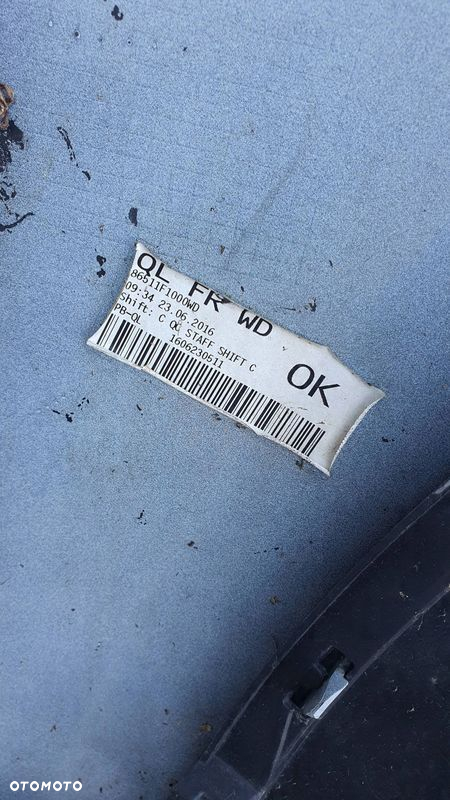 QL FR WD
86511F1000WD
09:34 23.06.2016
Shift: C QC STAFF SHIFT C
PB-QL
1606230511
OK
OTOMOTO